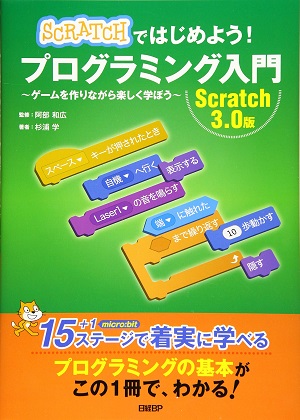 SCRATCHではじめよう!
プログラミング入門
Scratch
3.0版
~ゲームを作りながら楽しく学ぼう~
監修:阿部 和広
著者:杉浦 学
スペース▼ キーが押されたとき
自機▼ へ行く
表示する
Laser1▼ の音を鳴らす
端▼ に触れた
まで繰り返す
10 歩動かす
隠す
15+1 micro:bit
ステージで着実に学べる
プログラミングの基本が
この1冊で、わかる!
日経BP